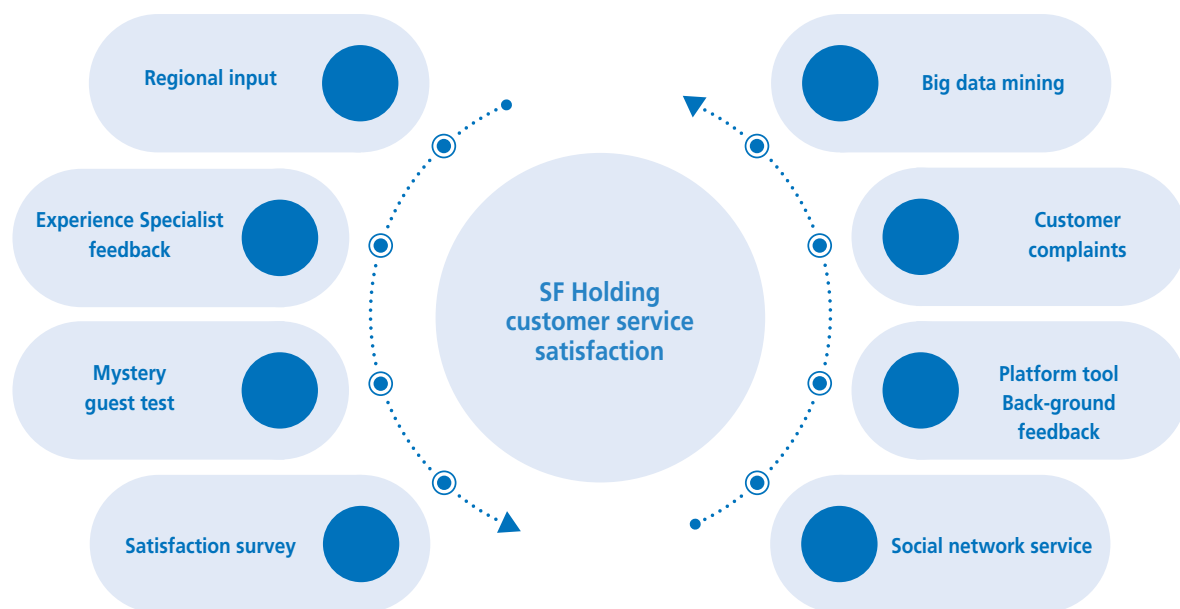 Regional input
Experience Specialist
feedback
Mystery
guest test
Satisfaction survey
SF Holding
customer service
satisfaction
Big data mining
Customer
complaints
Platform tool
Back-ground
feedback
Social network service